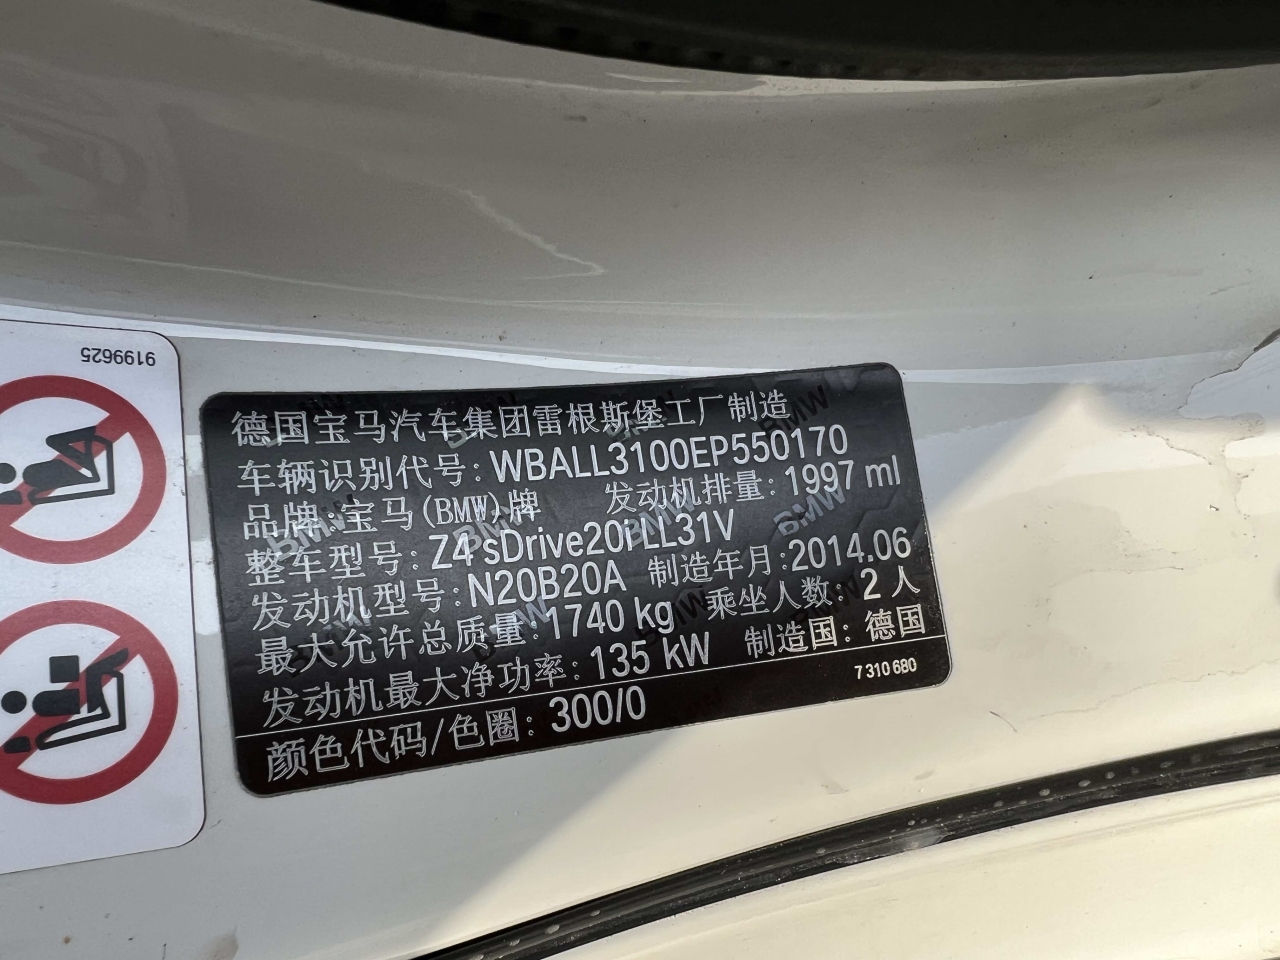 9199625
德国宝马汽车集团雷根斯堡工厂制造
车辆识别代号: WBALL3100EP550170
品牌:宝马(BMW)牌 发动机排量: 1997 ml
整车型号: Z4 sDrive20i LL31V
发动机型号: N20B20A 制造年月:2014.06
最大允许总质量: 1740 kg 乘坐人数: 2 人
发动机最大净功率: 135 kW 制造国: 德国
颜色代码/色圈: 300/0
7 310 680